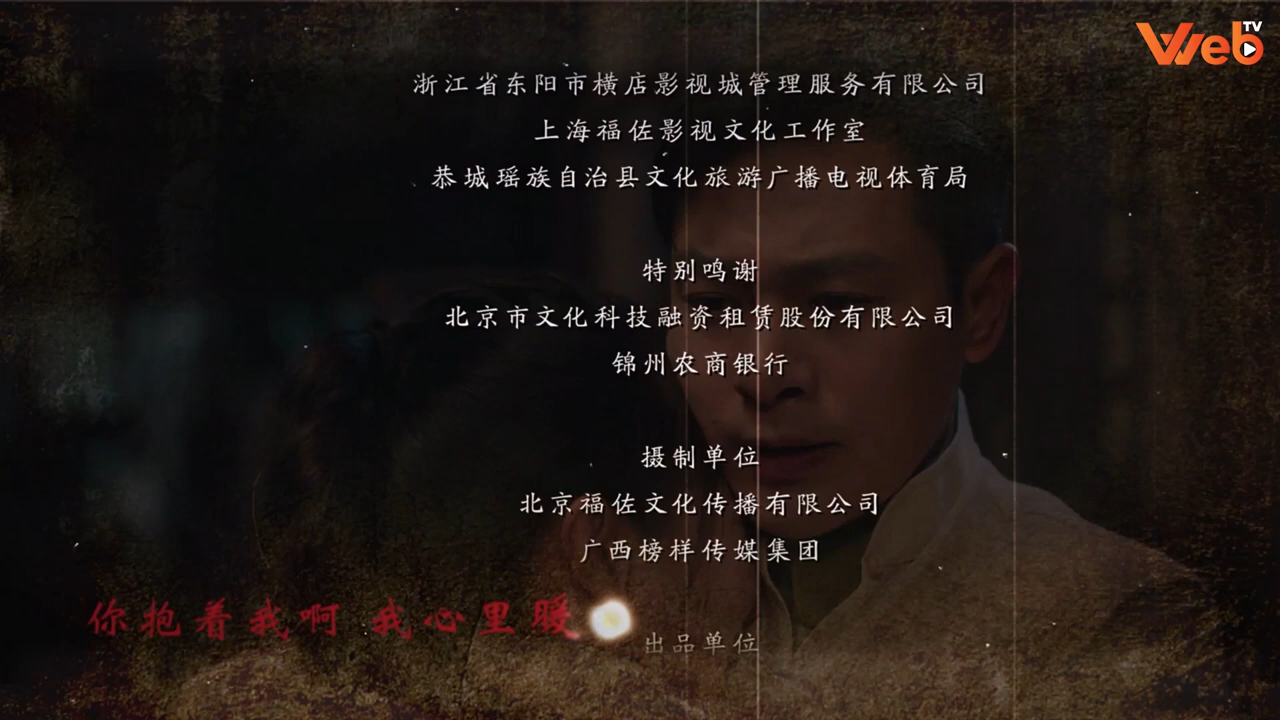 VVeb TV
浙江省东阳市横店影视城管理服务有限公司
上海福佐影视文化工作室
恭城瑶族自治县文化旅游广播电视体育局
特别鸣谢
北京市文化科技融资租赁股份有限公司
锦州农商银行
摄制单位
北京福佐文化传播有限公司
广西榜样传媒集团
你抱着我啊 我心里暖
出品单位